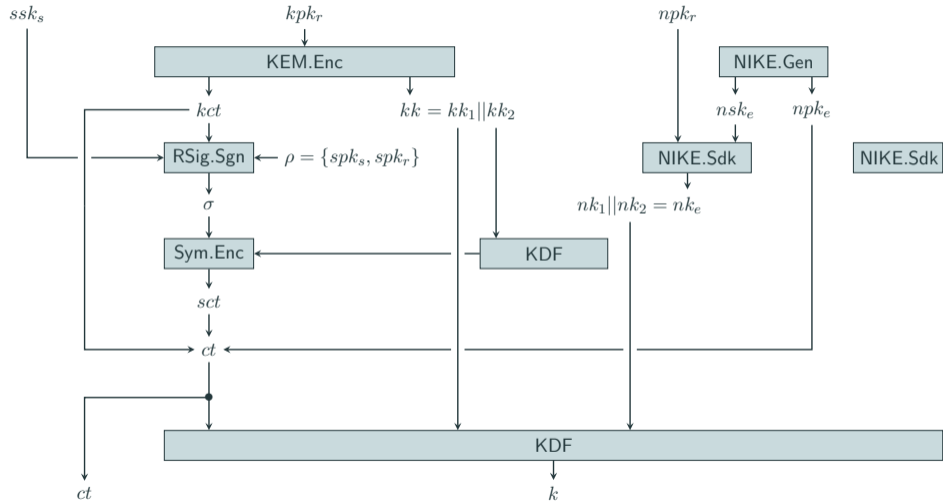 ssk_s kpk_r npk_r
KEM.Enc NIKE.Gen
kct kk = kk_1||kk_2 nsk_e npk_e
RSig.Sgn ρ = {spk_s, spk_r} NIKE.Sdk NIKE.Sdk
σ nk_1||nk_2 = nk_e
Sym.Enc KDF
sct
ct
KDF
ct k